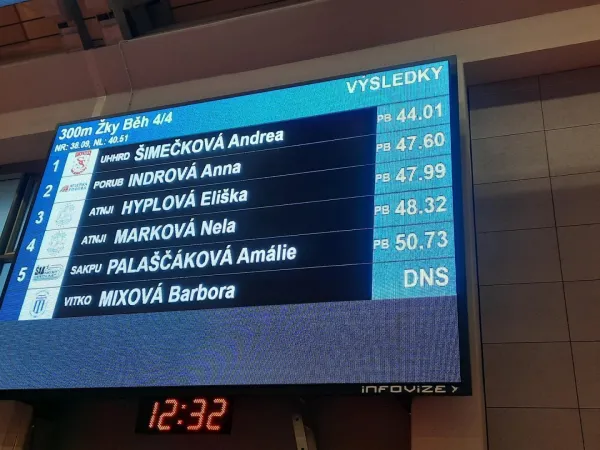 VÝSLEDKY
300m Žky Běh 4/4
NR: 38.09, NL: 40.51
1 UHHRD ŠIMEČKOVÁ Andrea PB 44.01
2 PORUB INDROVÁ Anna PB 47.60
3 ATNJI HYPLOVÁ Eliška PB 47.99
4 ATNJI MARKOVÁ Nela PB 48.32
5 SAKPU PALAŠČÁKOVÁ Amálie PB 50.73
VITKO MIXOVÁ Barbora DNS
INFOVIZE
12:32